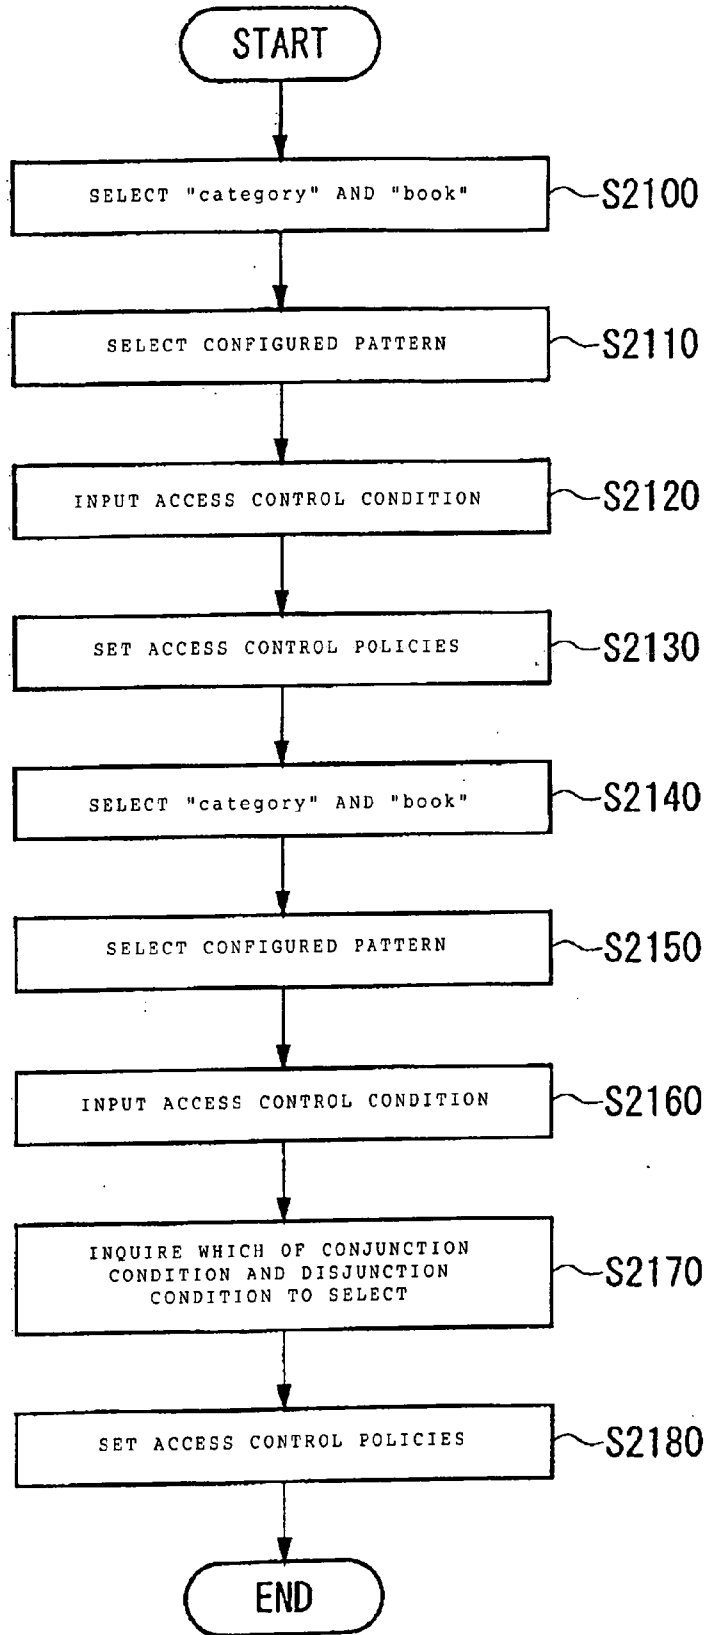 START
SELECT "category" AND "book"
S2100
SELECT CONFIGURED PATTERN
S2110
INPUT ACCESS CONTROL CONDITION
S2120
SET ACCESS CONTROL POLICIES
S2130
SELECT "category" AND "book"
S2140
SELECT CONFIGURED PATTERN
S2150
INPUT ACCESS CONTROL CONDITION
S2160
INQUIRE WHICH OF CONJUNCTION
CONDITION AND DISJUNCTION
CONDITION TO SELECT
S2170
SET ACCESS CONTROL POLICIES
S2180
END